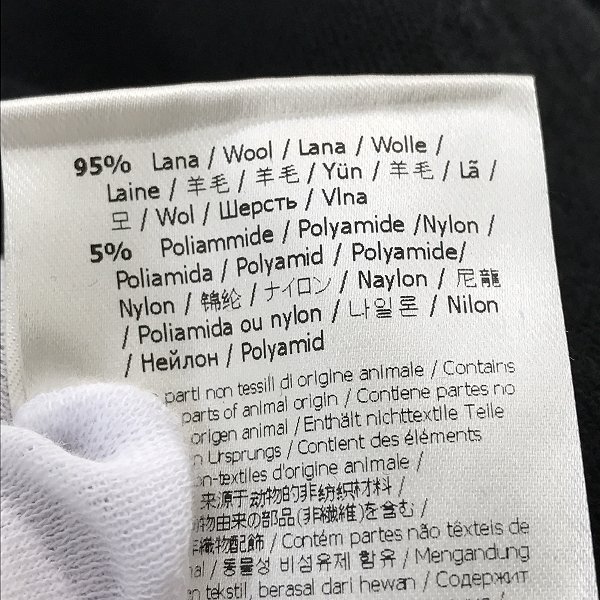 95% Lana / Wool / Lana / Wolle /
Laine / 羊毛 / 羊毛 / Yün / 羊毛 / Lã /
모 / Wol / Шерсть / Vlna
5% Poliammide / Polyamide /Nylon /
Poliamida / Polyamid / Polyamide/
Nylon / 锦纶 / ナイロン / Naylon / 尼龍
/ Poliamida ou nylon / 나일론 / Nilon
/ Нейлон / Polyamid
parti non tessili di origine animale / Contains
parts of animal origin / Contiene partes no
origen animal / Enthält nichttextile Teile
Ursprungs / Contient des éléments
non-textiles d'origine animale /
来源于动物的非纺织材料 /
物由来の部品(非繊維)を含む /
織物配飾 / Contém partes não têxteis de
/ 동물성 비섬유제 함유 / Mengandung
tekstil, berasal dari hewan / Содержит